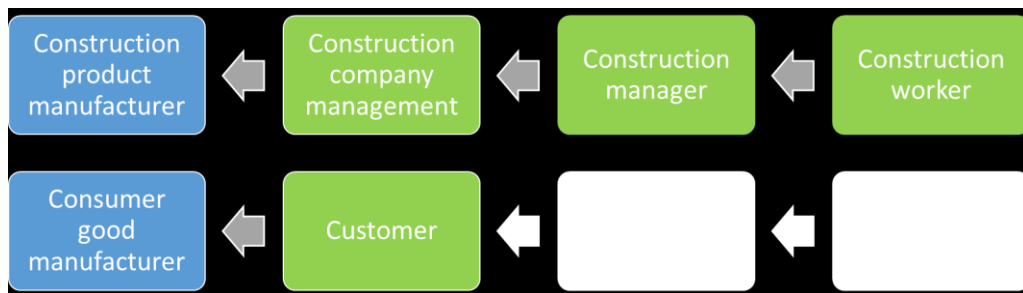 Construction
product
manufacturer
Construction
company
management
Construction
manager
Construction
worker
Consumer
good
manufacturer
Customer